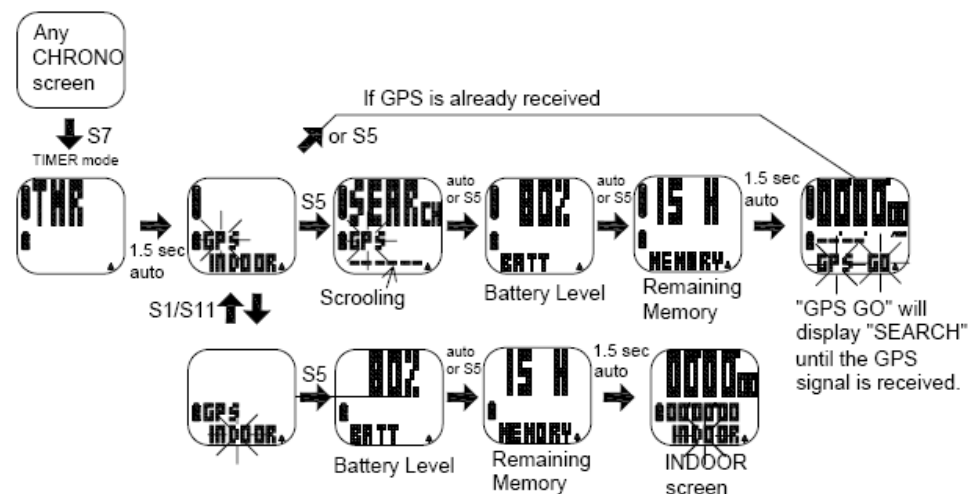 Any
CHRONO
screen
S7
TIMER mode
If GPS is already received
or S5
TMR
1.5 sec
auto
GPS
INDOOR
S5
SEARCH
GPS
Scrooling
auto
or S5
80%
BATT
Battery Level
auto
or S5
15 H
MEMORY
Remaining
Memory
1.5 sec
auto
000000
GPS GO
"GPS GO" will
display "SEARCH"
until the GPS
signal is received.
S1/S11
GPS
INDOOR
S5
80%
BATT
Battery Level
auto
or S5
15 H
MEMORY
Remaining
Memory
1.5 sec
auto
000000
000000
INDOOR
INDOOR
screen